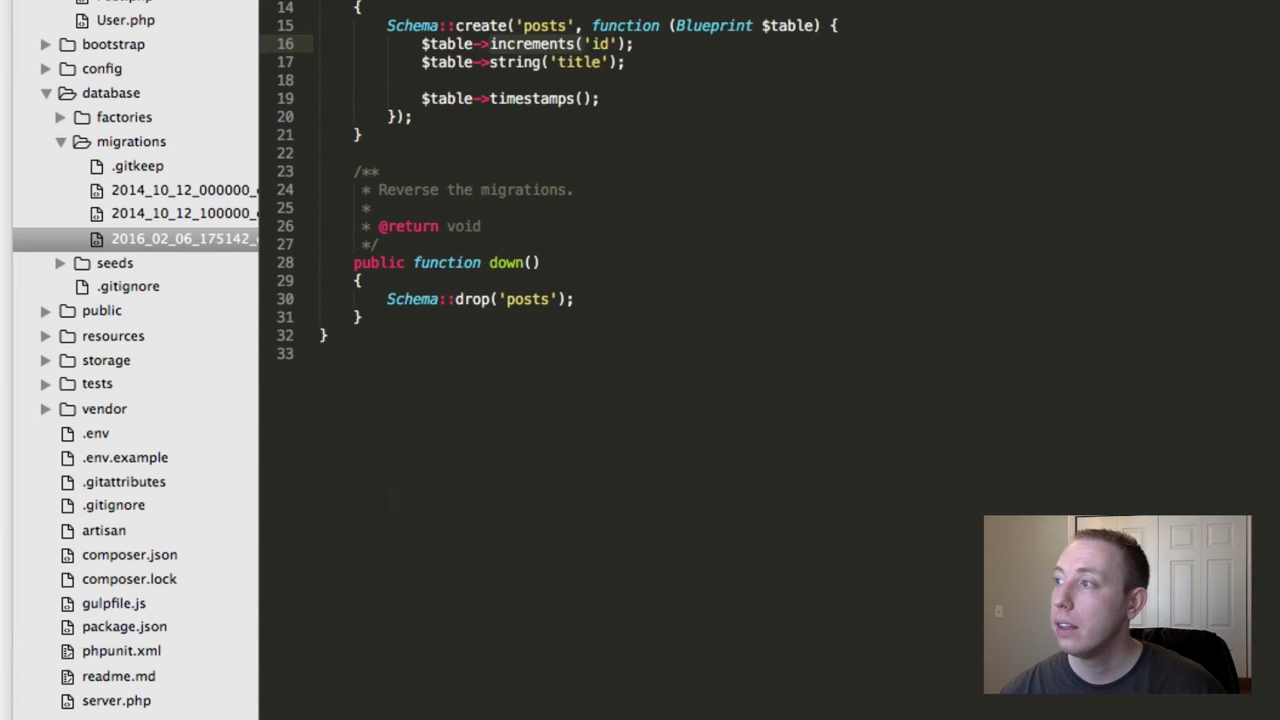 User.php
bootstrap
config
database
factories
migrations
.gitkeep
2014_10_12_000000_
2014_10_12_100000_
2016_02_06_175142_
seeds
.gitignore
public
resources
storage
tests
vendor
.env
.env.example
.gitattributes
.gitignore
artisan
composer.json
composer.lock
gulpfile.js
package.json
phpunit.xml
readme.md
server.php
14 {
15 Schema::create('posts', function (Blueprint $table) {
16 $table->increments('id');
17 $table->string('title');
18
19 $table->timestamps();
20 });
21 }
22
23 /**
24 * Reverse the migrations.
25 *
26 * @return void
27 */
28 public function down()
29 {
30 Schema::drop('posts');
31 }
32 }
33